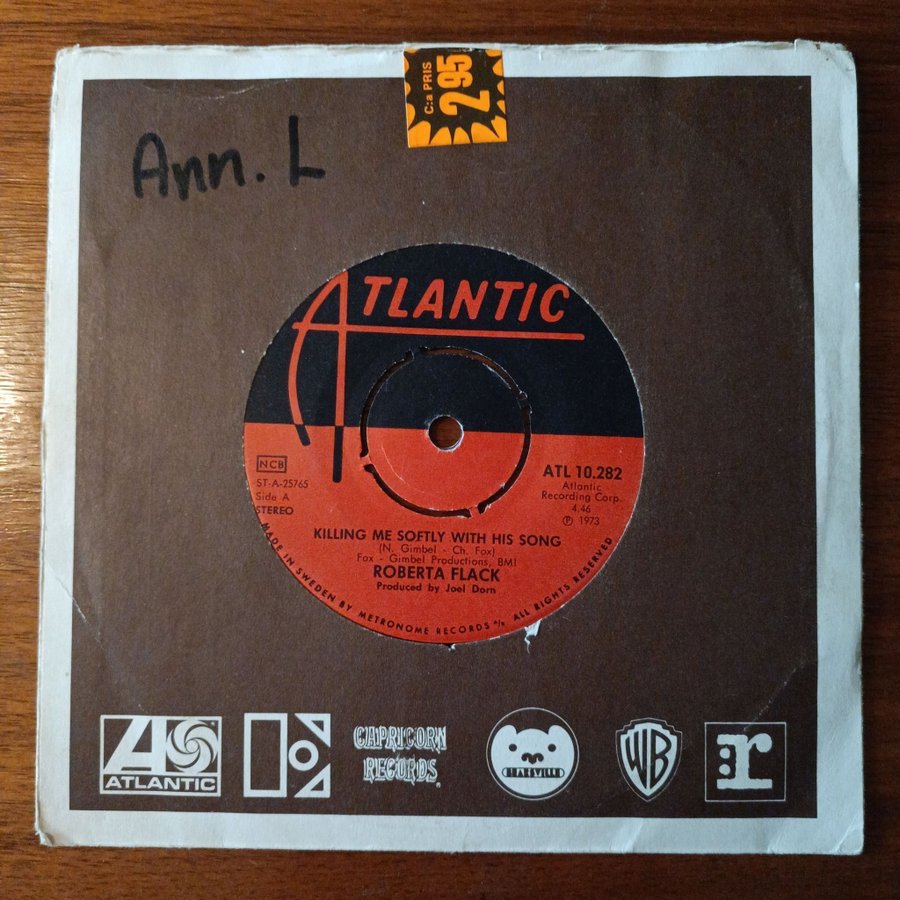 C:a PRIS
2 95
Ann. L
ATLANTIC
NCB
ST-A-25765
Side A
STEREO
ATL 10.282
Atlantic
Recording Corp.
4.46
℗ 1973
KILLING ME SOFTLY WITH HIS SONG
(N. Gimbel - Ch. Fox)
Fox - Gimbel Productions, BMI
ROBERTA FLACK
Produced by Joel Dorn
MADE IN SWEDEN BY METRONOME RECORDS A/B ALL RIGHTS RESERVED
ATLANTIC
CAPRICORN
RECORDS
BEARSVILLE
WB
r